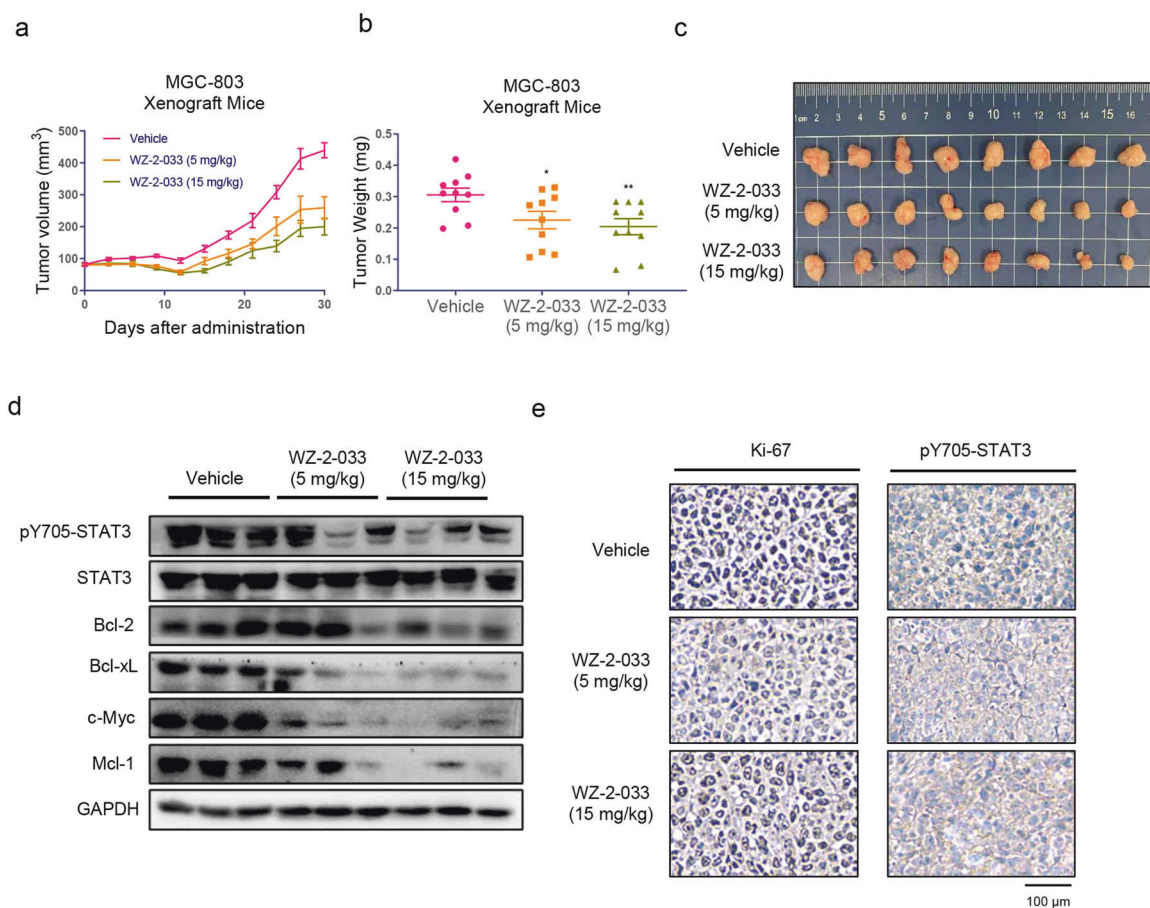 a
MGC-803
Xenograft Mice
Tumor volume (mm³)
500
400
300
200
100
0
0
6
12
18
24
30
Vehicle
WZ-2-033 (5 mg/kg)
WZ-2-033 (15 mg/kg)
Days after administration
b
MGC-803
Xenograft Mice
Tumor Weight (mg)
0.5
0.4
0.3
0.2
0.1
0.0
*
**
Vehicle
WZ-2-033
(5 mg/kg)
WZ-2-033
(15 mg/kg)
c
1cm 2 3 4 5 6 7 8 9 10 11 12 13 14 15 16
Vehicle
WZ-2-033
(5 mg/kg)
WZ-2-033
(15 mg/kg)
d
Vehicle
WZ-2-033
(5 mg/kg)
WZ-2-033
(15 mg/kg)
pY705-STAT3
STAT3
Bcl-2
Bcl-xL
c-Myc
Mcl-1
GAPDH
e
Ki-67
pY705-STAT3
Vehicle
WZ-2-033
(5 mg/kg)
WZ-2-033
(15 mg/kg)
100 µm